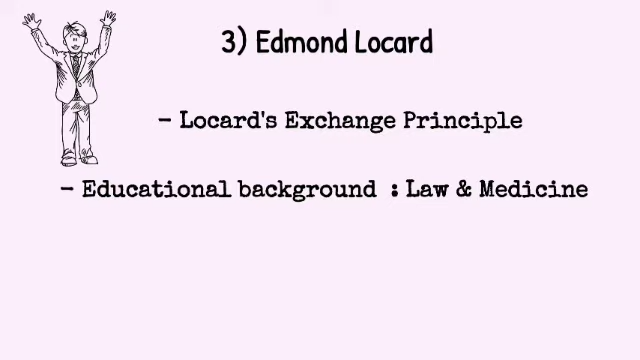 3) Edmond Locard
- Locard's Exchange Principle
- Educational background : Law & Medicine